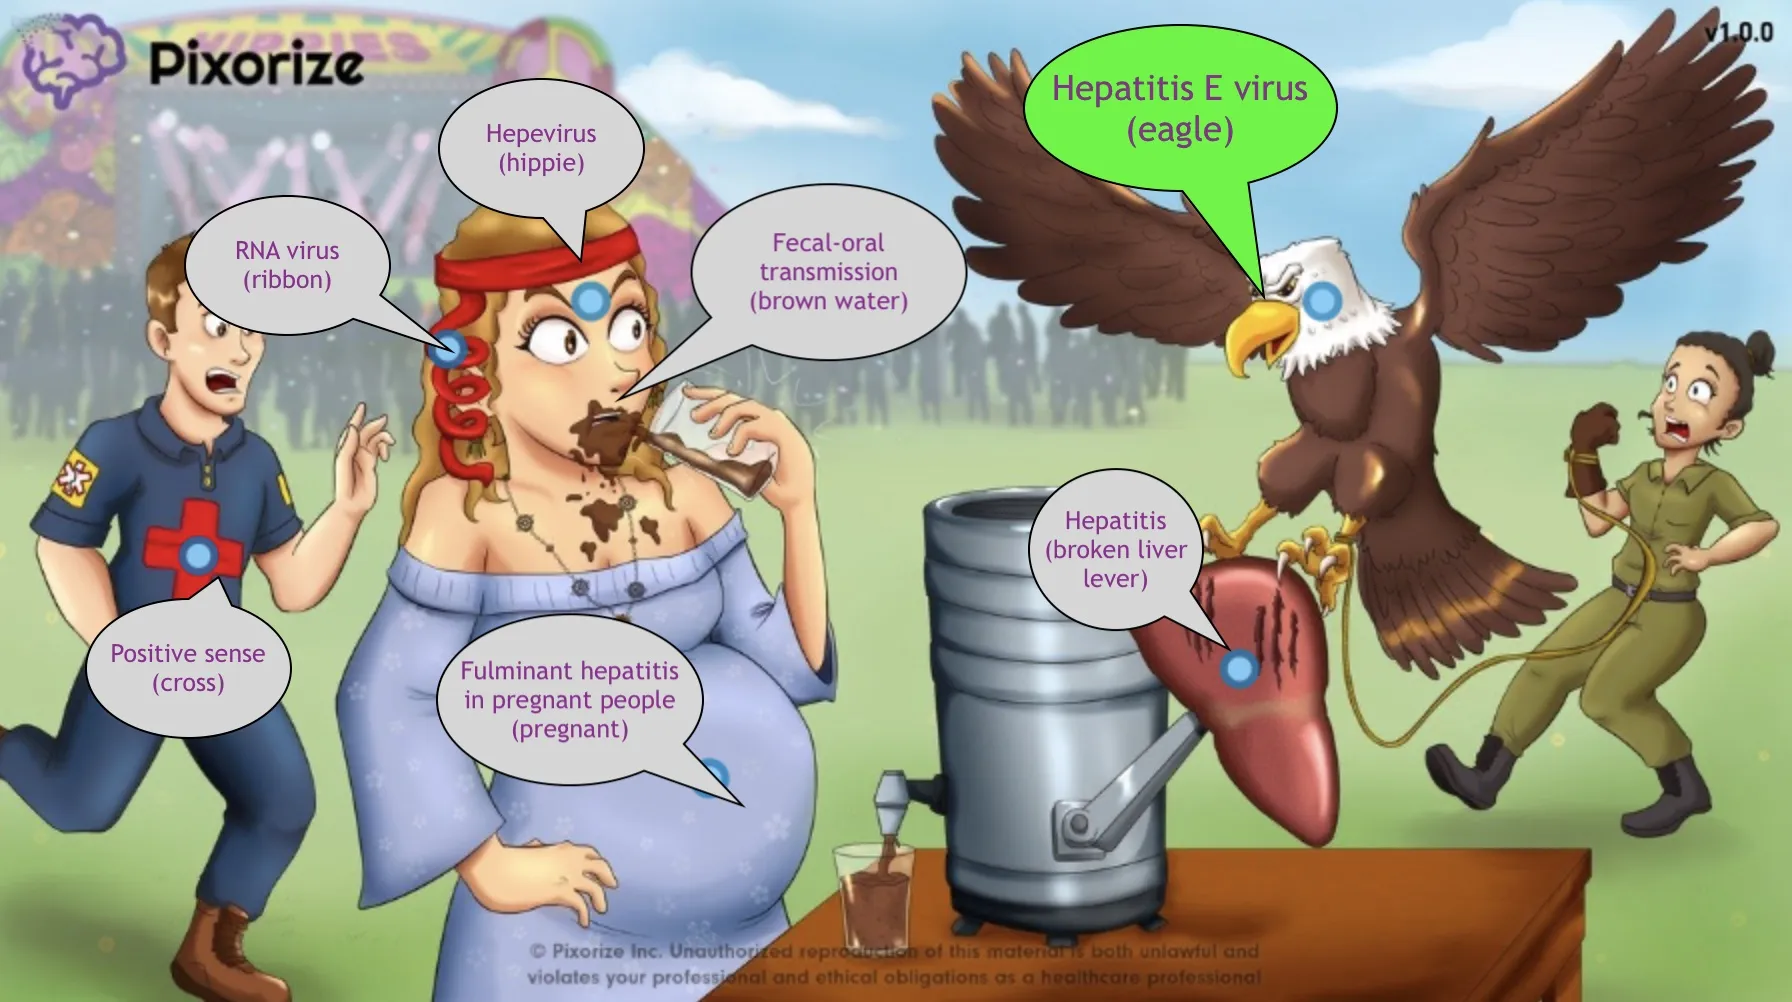 HIPPIES
Pixorize
v1.0.0
Hepatitis E virus
(eagle)
Hepevirus
(hippie)
RNA virus
(ribbon)
Fecal-oral
transmission
(brown water)
Hepatitis
(broken liver
lever)
Positive sense
(cross)
Fulminant hepatitis
in pregnant people
(pregnant)
© Pixorize Inc. Unauthorized reproduction of this material is both unlawful and
violates your professional and ethical obligations as a healthcare professional